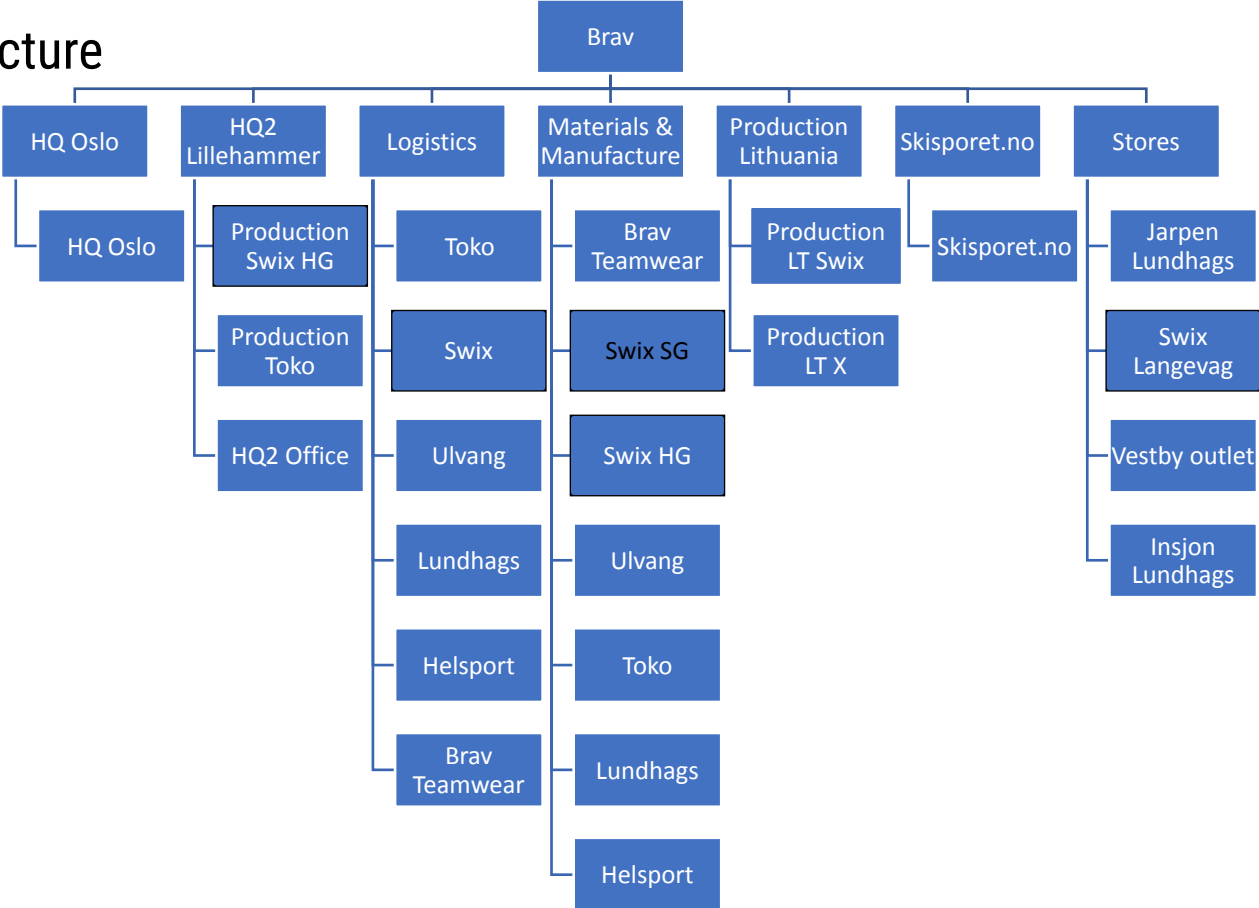 cture
Brav
HQ Oslo
HQ2
Lillehammer
Logistics
Materials &
Manufacture
Production
Lithuania
Skisporet.no
Stores
HQ Oslo
Production
Swix HG
Production
Toko
HQ2 Office
Toko
Swix
Ulvang
Lundhags
Helsport
Brav
Teamwear
Brav
Teamwear
Swix SG
Swix HG
Ulvang
Toko
Lundhags
Helsport
Production
LT Swix
Production
LT X
Skisporet.no
Jarpen
Lundhags
Swix
Langevag
Vestby outlet
Insjon
Lundhags